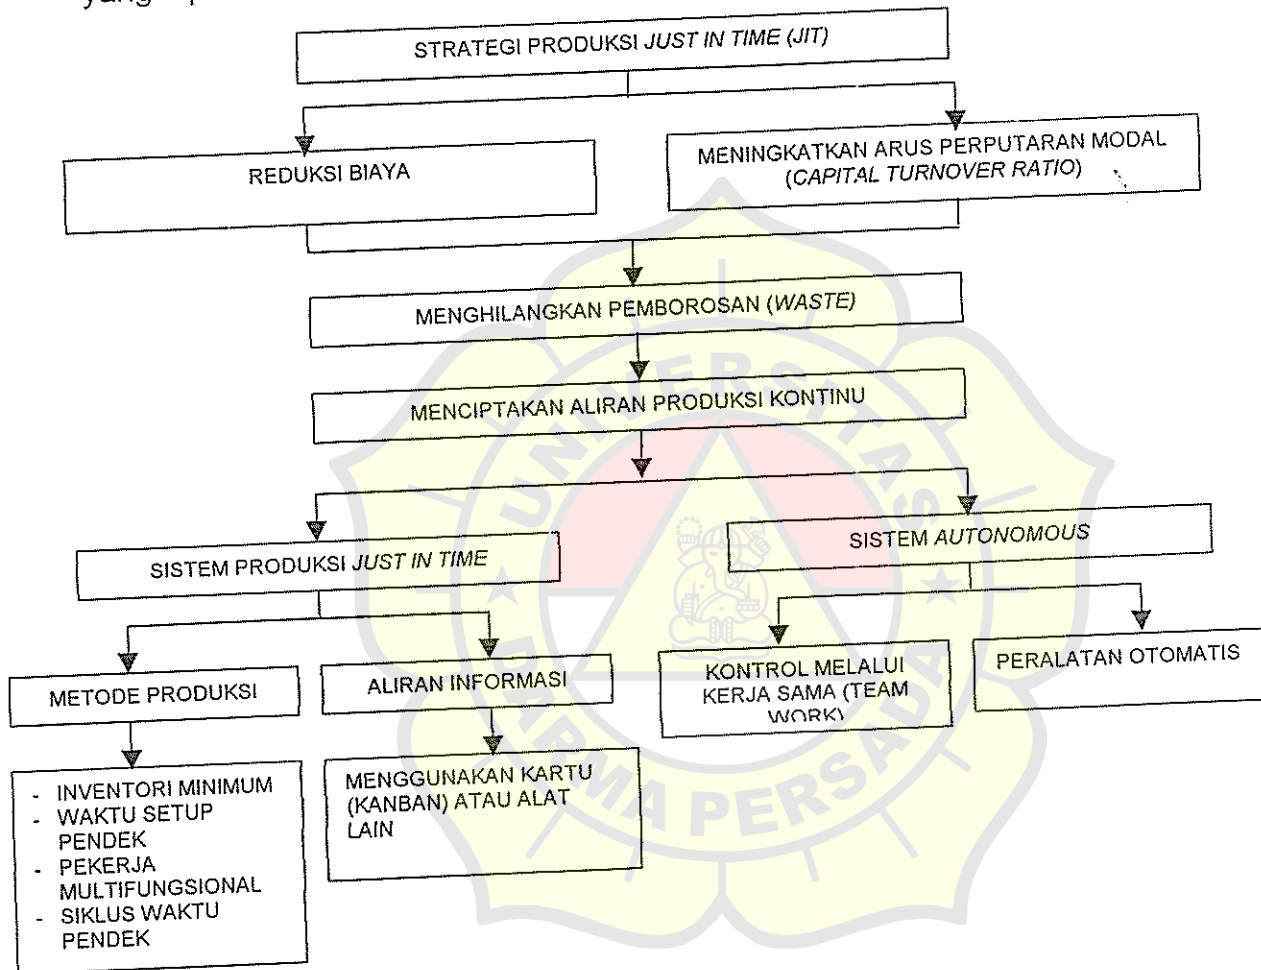 yang
STRATEGI PRODUKSI JUST IN TIME (JIT)
REDUKSI BIAYA
MENINGKATKAN ARUS PERPUTARAN MODAL
(CAPITAL TURNOVER RATIO)
MENGHILANGKAN PEMBOROSAN (WASTE)
MENCIPTAKAN ALIRAN PRODUKSI KONTINU
SISTEM PRODUKSI JUST IN TIME
SISTEM AUTONOMOUS
METODE PRODUKSI
ALIRAN INFORMASI
KONTROL MELALUI
KERJA SAMA (TEAM
WORK)
PERALATAN OTOMATIS
- INVENTORI MINIMUM
- WAKTU SETUP
PENDEK
- PEKERJA
MULTIFUNGSIONAL
- SIKLUS WAKTU
PENDEK
MENGGUNAKAN KARTU
(KANBAN) ATAU ALAT
LAIN
UNIVERSITAS
DARMA PERSADA